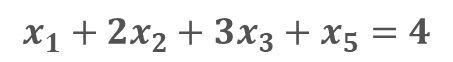 x₁ + 2x₂ + 3x₃ + x₅ = 4